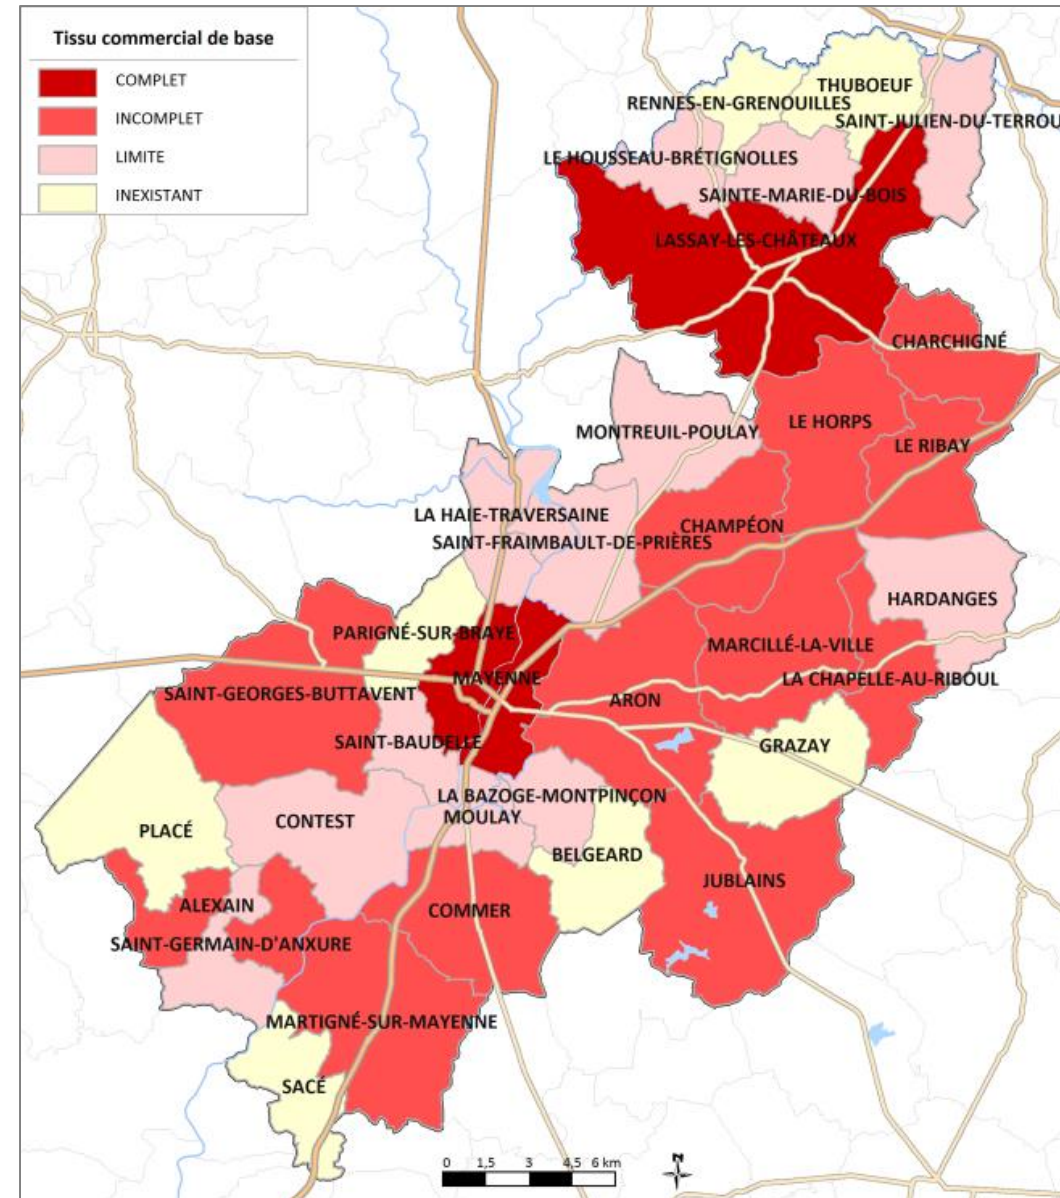 Tissu commercial de base
COMPLET
INCOMPLET
LIMITE
INEXISTANT
THUBOEUF
RENNES-EN-GRENOUILLES
SAINT-JULIEN-DU-TERROU
LE HOUSSEAU-BRÉTIGNOLLES
SAINTE-MARIE-DU-BOIS
LASSAY-LES-CHÂTEAUX
CHARCHIGNÉ
LE HORPS
MONTREUIL-POULAY
LE RIBAY
LA HAIE-TRAVERSAINE
CHAMPÉON
SAINT-FRAIMBAULT-DE-PRIÈRES
HARDANGES
PARIGNÉ-SUR-BRAYE
MARCILLÉ-LA-VILLE
MAYENNE
LA CHAPELLE-AU-RIBOUL
SAINT-GEORGES-BUTTAVENT
ARON
SAINT-BAUDELLE
GRAZAY
LA BAZOGE-MONTPINÇON
CONTEST
MOULAY
PLACÉ
BELGEARD
JUBLAINS
ALEXAIN
COMMER
SAINT-GERMAIN-D'ANXURE
MARTIGNÉ-SUR-MAYENNE
SACÉ
0 1,5 3 4,5 6 km
N